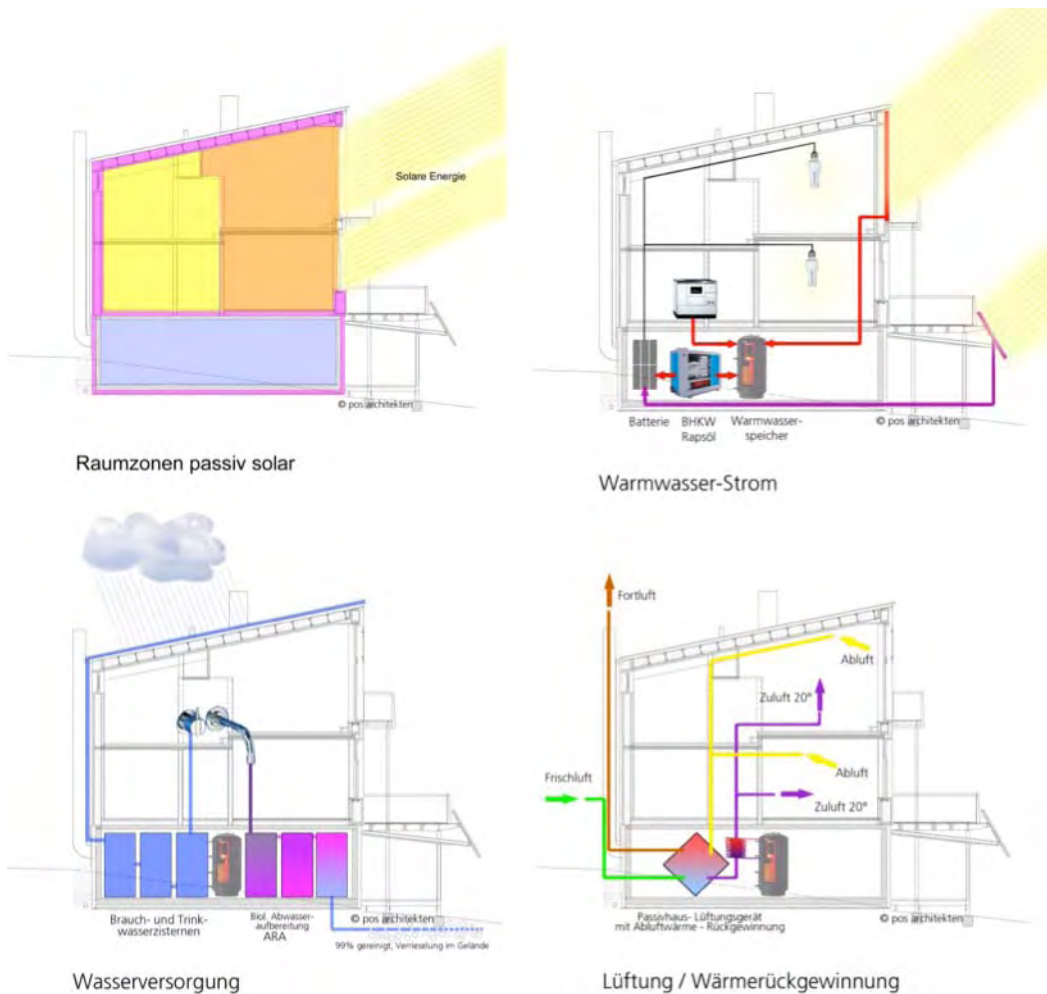 Solare Energie
© pos architekten
Raumzonen passiv solar
Batterie
BHKW
Rapsöl
Warmwasser-
speicher
© pos architekten
Warmwasser-Strom
Brauch- und Trink-
wasserzisternen
Biol. Abwasser-
aufbereitung
ARA
© pos architekten
99% gereinigt, Verrieselung im Gelände
Wasserversorgung
Fortluft
Abluft
Zuluft 20°
Frischluft
Abluft
Zuluft 20°
Passivhaus- Lüftungsgerät
mit Abluftwärme - Rückgewinnung
© pos architekten
Lüftung / Wärmerückgewinnung